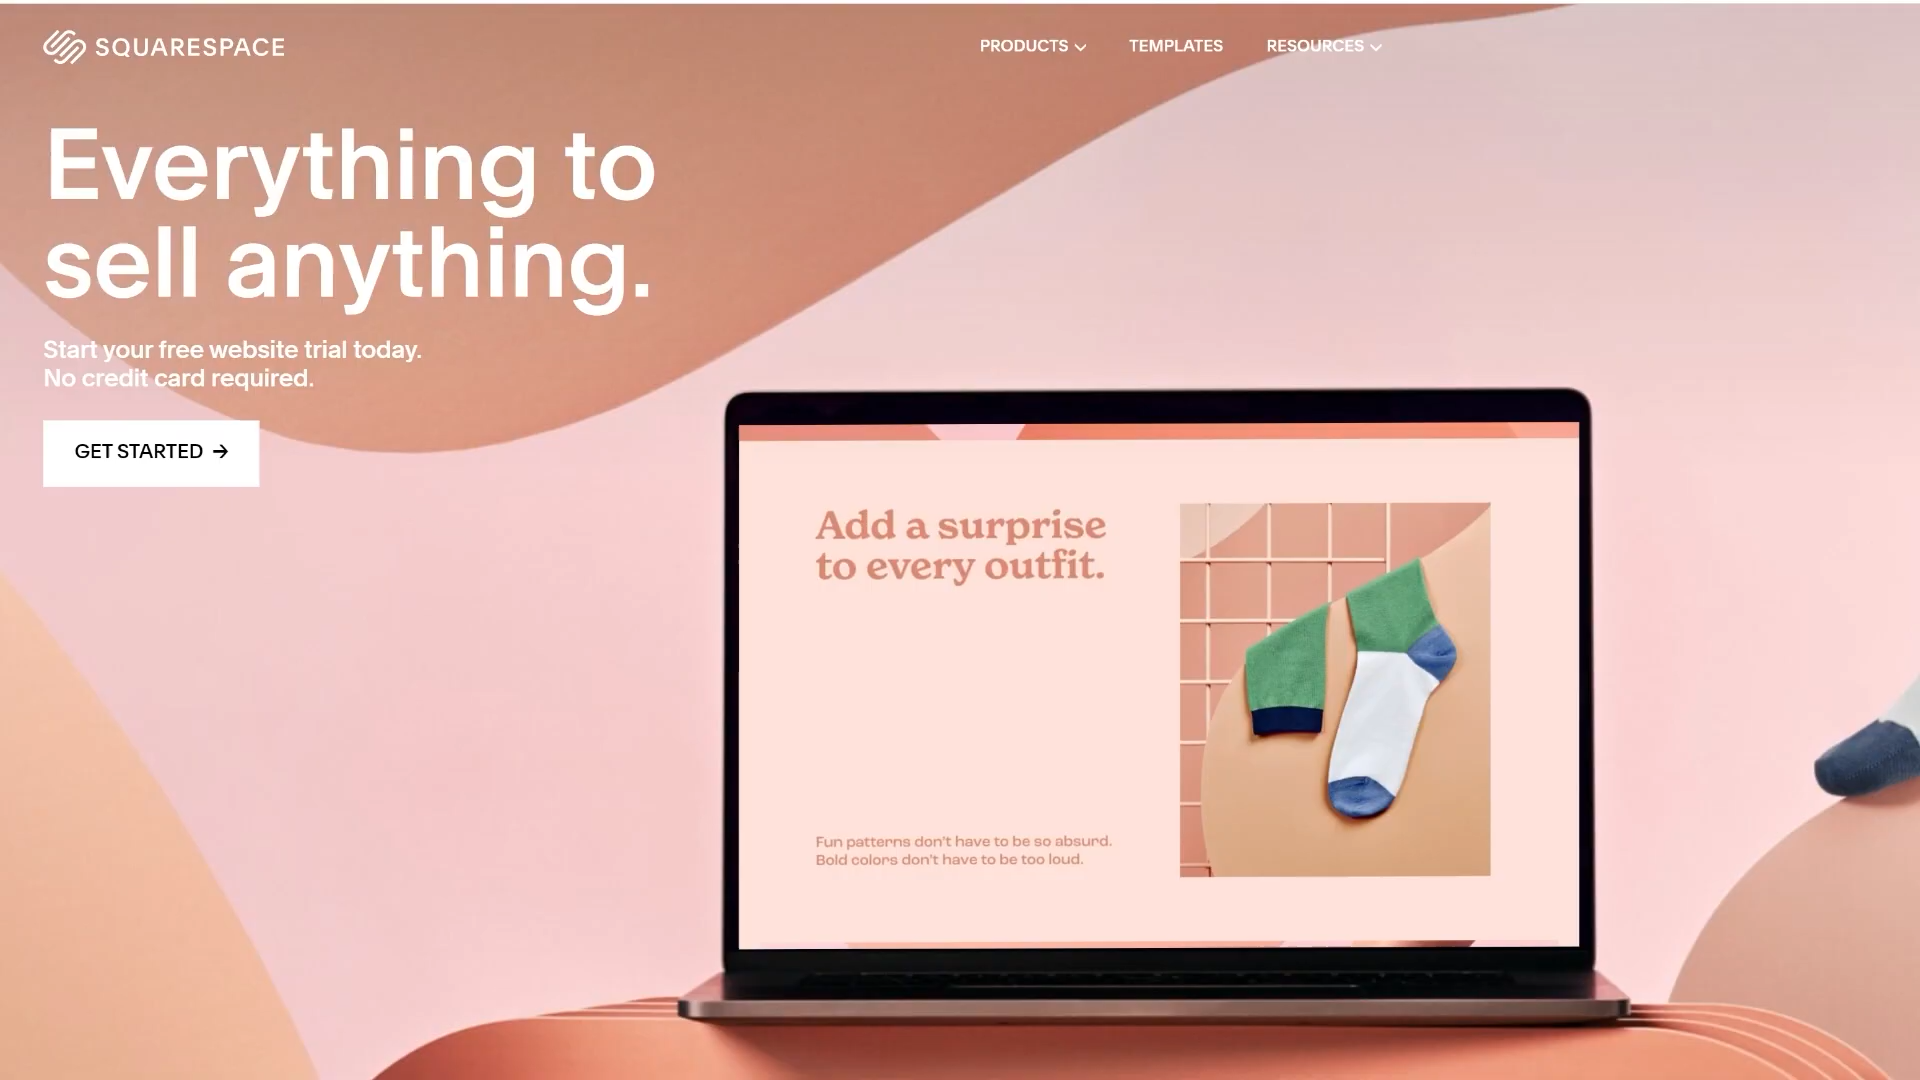 SQUARESPACE
PRODUCTS
TEMPLATES
RESOURCES
Everything to
sell anything.
Start your free website trial today.
No credit card required.
GET STARTED →
Add a surprise
to every outfit.
Fun patterns don't have to be so absurd.
Bold colors don't have to be too loud.